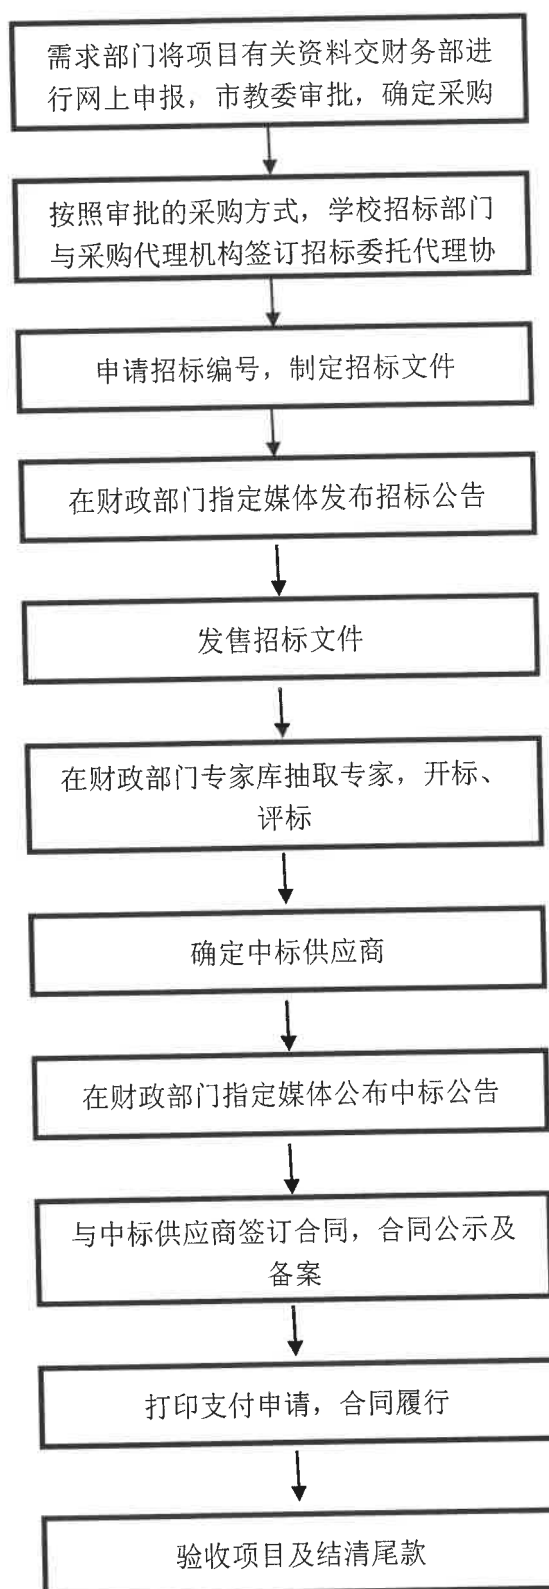 需求部门将项目有关资料交财务部进
行网上申报，市教委审批，确定采购
按照审批的采购方式，学校招标部门
与采购代理机构签订招标委托代理协
申请招标编号，制定招标文件
在财政部门指定媒体发布招标公告
发售招标文件
在财政部门专家库抽取专家，开标、
评标
确定中标供应商
在财政部门指定媒体公布中标公告
与中标供应商签订合同，合同公示及
备案
打印支付申请，合同履行
验收项目及结清尾款